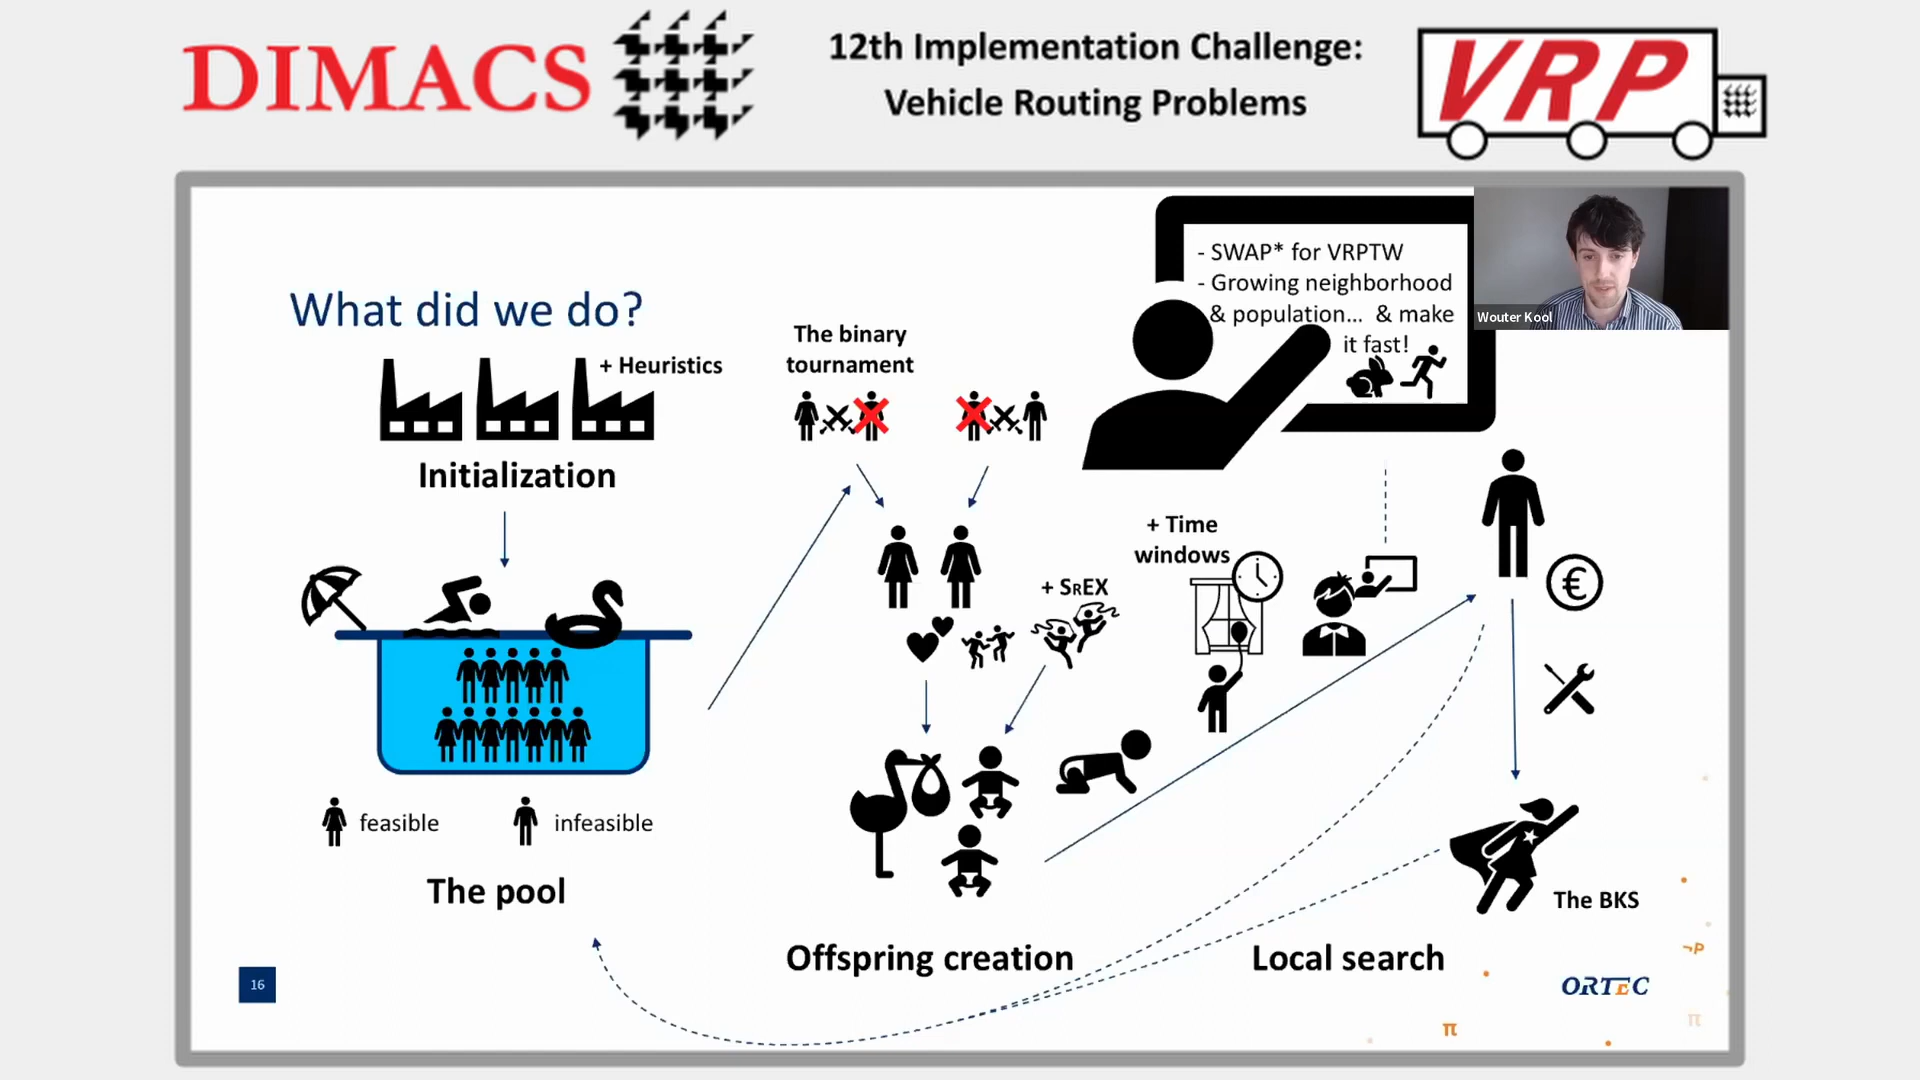 DIMACS
12th Implementation Challenge:
Vehicle Routing Problems
VRP
What did we do?
+ Heuristics
Initialization
feasible
infeasible
The pool
The binary
tournament
+ SREX
Offspring creation
- SWAP* for VRPTW
- Growing neighborhood
& population... & make
it fast!
Wouter Kool
+ Time
windows
€
The BKS
Local search
16
ORTEC
¬P
π
π